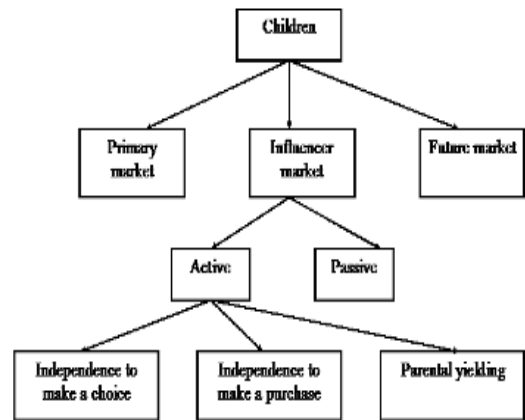 Children
Primary
market
Influencer
market
Future market
Active
Passive
Independence to
make a choice
Independence to
make a purchase
Parental yielding